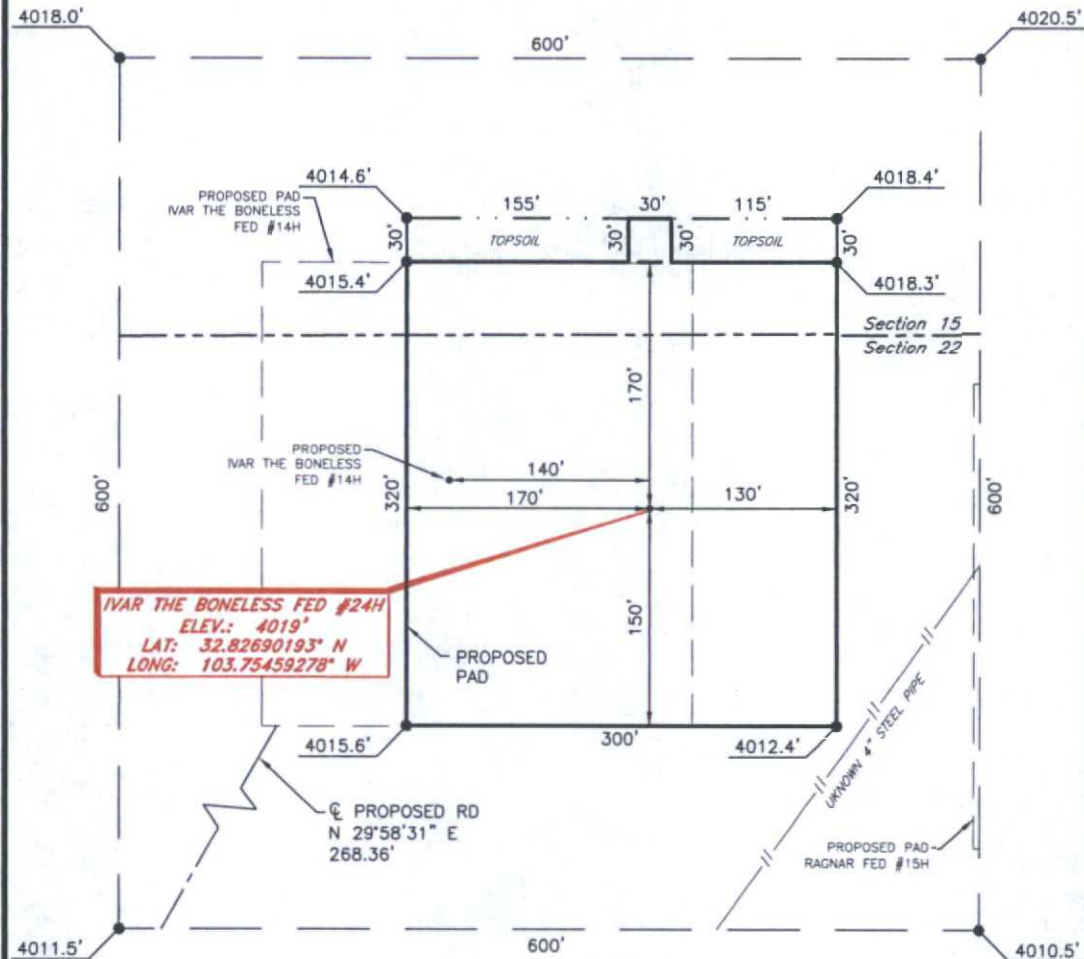 4018.0'
4020.5'
600'
4014.6'
4018.4'
PROPOSED PAD
IVAR THE BONELESS
FED #14H
155'
30'
115'
30'
TOPSOIL
30'
30'
TOPSOIL
30'
4015.4'
4018.3'
Section 15
Section 22
170'
PROPOSED
IVAR THE BONELESS
FED #14H
140'
600'
320'
170'
130'
320'
600'
IVAR THE BONELESS FED #24H
ELEV.: 4019'
LAT: 32.82690193° N
LONG: 103.75459278° W
150'
PROPOSED
PAD
UKNOWN 4" STEEL PIPE
4015.6'
300'
4012.4'
℄ PROPOSED RD
N 29°58'31" E
268.36'
PROPOSED PAD
RAGNAR FED #15H
4011.5'
600'
4010.5'